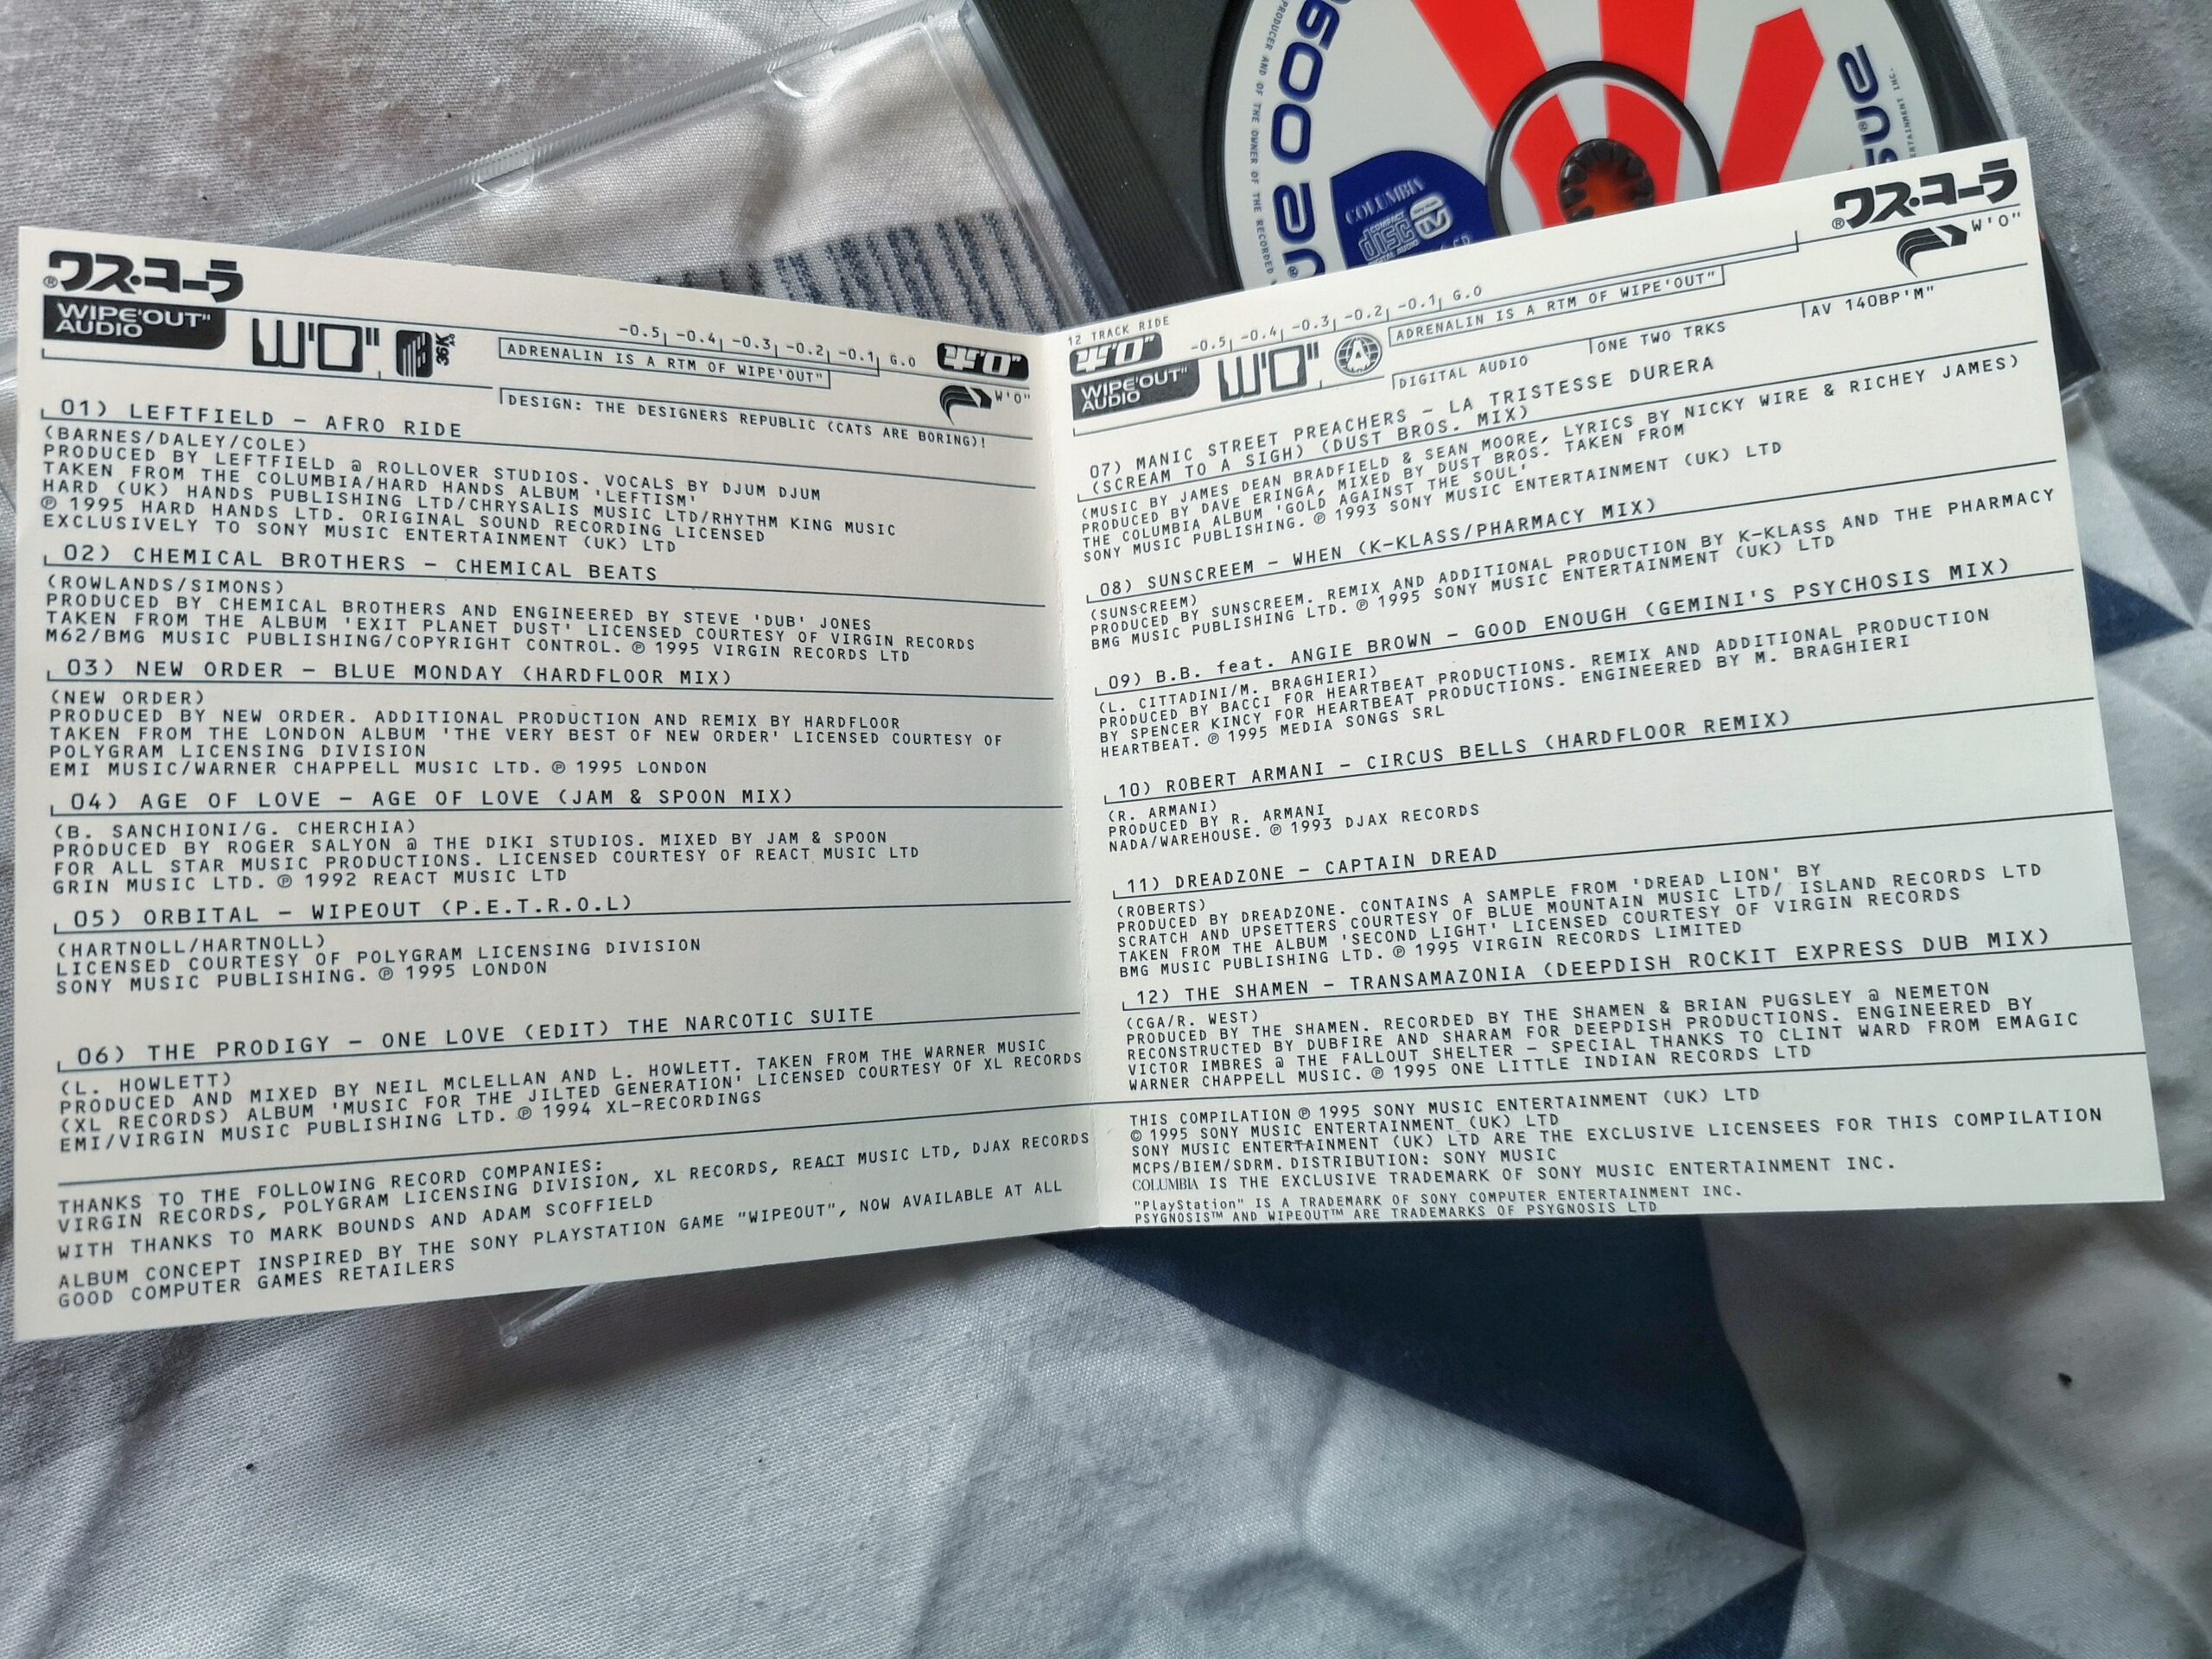 ®ワス・ヨーラ
WIPE'OUT"
AUDIO
W'O"
36K
-0.5 -0.4 -0.3 -0.2 -0.1 G.O
ADRENALIN IS A RTM OF WIPE'OUT"
W'O"
DESIGN: THE DESIGNERS REPUBLIC (CATS ARE BORING)!
01) LEFTFIELD – AFRO RIDE
(BARNES/DALEY/COLE)
PRODUCED BY LEFTFIELD @ ROLLOVER STUDIOS. VOCALS BY DJUM DJUM
TAKEN FROM THE COLUMBIA/HARD HANDS ALBUM 'LEFTISM'
HARD (UK) HANDS PUBLISHING LTD/CHRYSALIS MUSIC LTD/RHYTHM KING MUSIC
℗ 1995 HARD HANDS LTD. ORIGINAL SOUND RECORDING LICENSED
EXCLUSIVELY TO SONY MUSIC ENTERTAINMENT (UK) LTD
02) CHEMICAL BROTHERS – CHEMICAL BEATS
(ROWLANDS/SIMONS)
PRODUCED BY CHEMICAL BROTHERS AND ENGINEERED BY STEVE 'DUB' JONES
TAKEN FROM THE ALBUM 'EXIT PLANET DUST' LICENSED COURTESY OF VIRGIN RECORDS
M62/BMG MUSIC PUBLISHING/COPYRIGHT CONTROL. ℗ 1995 VIRGIN RECORDS LTD
03) NEW ORDER – BLUE MONDAY (HARDFLOOR MIX)
(NEW ORDER)
PRODUCED BY NEW ORDER. ADDITIONAL PRODUCTION AND REMIX BY HARDFLOOR
TAKEN FROM THE LONDON ALBUM 'THE VERY BEST OF NEW ORDER' LICENSED COURTESY OF
POLYGRAM LICENSING DIVISION
EMI MUSIC/WARNER CHAPPELL MUSIC LTD. ℗ 1995 LONDON
04) AGE OF LOVE – AGE OF LOVE (JAM & SPOON MIX)
(B. SANCHIONI/G. CHERCHIA)
PRODUCED BY ROGER SALYON @ THE DIKI STUDIOS. MIXED BY JAM & SPOON
FOR ALL STAR MUSIC PRODUCTIONS. LICENSED COURTESY OF REACT MUSIC LTD
GRIN MUSIC LTD. ℗ 1992 REACT MUSIC LTD
05) ORBITAL – WIPEOUT (P.E.T.R.O.L)
(HARTNOLL/HARTNOLL)
LICENSED COURTESY OF POLYGRAM LICENSING DIVISION
SONY MUSIC PUBLISHING. ℗ 1995 LONDON
06) THE PRODIGY – ONE LOVE (EDIT) THE NARCOTIC SUITE
(L. HOWLETT)
PRODUCED AND MIXED BY NEIL MCLELLAN AND L. HOWLETT. TAKEN FROM THE WARNER MUSIC
(XL RECORDS) ALBUM 'MUSIC FOR THE JILTED GENERATION' LICENSED COURTESY OF XL RECORDS
EMI/VIRGIN MUSIC PUBLISHING LTD. ℗ 1994 XL-RECORDINGS
THANKS TO THE FOLLOWING RECORD COMPANIES:
VIRGIN RECORDS, POLYGRAM LICENSING DIVISION, XL RECORDS, REACT MUSIC LTD, DJAX RECORDS
WITH THANKS TO MARK BOUNDS AND ADAM SCOFFIELD
ALBUM CONCEPT INSPIRED BY THE SONY PLAYSTATION GAME "WIPEOUT", NOW AVAILABLE AT ALL
GOOD COMPUTER GAMES RETAILERS
12 TRACK RIDE
WIPE'OUT"
AUDIO
W'O"
-0.5 -0.4 -0.3 -0.2 -0.1 G.O
ADRENALIN IS A RTM OF WIPE'OUT"
®ワス・ヨーラ
W'O"
DIGITAL AUDIO
ONE TWO TRKS
AV 140BP'M"
07) MANIC STREET PREACHERS – LA TRISTESSE DURERA
(SCREAM TO A SIGH) (DUST BROS. MIX)
(MUSIC BY JAMES DEAN BRADFIELD & SEAN MOORE, LYRICS BY NICKY WIRE & RICHEY JAMES)
PRODUCED BY DAVE ERINGA, MIXED BY DUST BROS. TAKEN FROM
THE COLUMBIA ALBUM 'GOLD AGAINST THE SOUL'
SONY MUSIC PUBLISHING. ℗ 1993 SONY MUSIC ENTERTAINMENT (UK) LTD
08) SUNSCREEM – WHEN (K-KLASS/PHARMACY MIX)
(SUNSCREEM)
PRODUCED BY SUNSCREEM. REMIX AND ADDITIONAL PRODUCTION BY K-KLASS AND THE PHARMACY
BMG MUSIC PUBLISHING LTD. ℗ 1995 SONY MUSIC ENTERTAINMENT (UK) LTD
09) B.B. feat. ANGIE BROWN – GOOD ENOUGH (GEMINI'S PSYCHOSIS MIX)
(L. CITTADINI/M. BRAGHIERI)
PRODUCED BY BACCI FOR HEARTBEAT PRODUCTIONS. REMIX AND ADDITIONAL PRODUCTION
BY SPENCER KINCY FOR HEARTBEAT PRODUCTIONS. ENGINEERED BY M. BRAGHIERI
HEARTBEAT. ℗ 1995 MEDIA SONGS SRL
10) ROBERT ARMANI – CIRCUS BELLS (HARDFLOOR REMIX)
(R. ARMANI)
PRODUCED BY R. ARMANI
NADA/WAREHOUSE. ℗ 1993 DJAX RECORDS
11) DREADZONE – CAPTAIN DREAD
(ROBERTS)
PRODUCED BY DREADZONE. CONTAINS A SAMPLE FROM 'DREAD LION' BY
SCRATCH AND UPSETTERS COURTESY OF BLUE MOUNTAIN MUSIC LTD/ ISLAND RECORDS LTD
TAKEN FROM THE ALBUM 'SECOND LIGHT' LICENSED COURTESY OF VIRGIN RECORDS
BMG MUSIC PUBLISHING LTD. ℗ 1995 VIRGIN RECORDS LIMITED
12) THE SHAMEN – TRANSAMAZONIA (DEEPDISH ROCKIT EXPRESS DUB MIX)
(CGA/R. WEST)
PRODUCED BY THE SHAMEN. RECORDED BY THE SHAMEN & BRIAN PUGSLEY @ NEMETON
RECONSTRUCTED BY DUBFIRE AND SHARAM FOR DEEPDISH PRODUCTIONS. ENGINEERED BY
VICTOR IMBRES @ THE FALLOUT SHELTER – SPECIAL THANKS TO CLINT WARD FROM EMAGIC
WARNER CHAPPELL MUSIC. ℗ 1995 ONE LITTLE INDIAN RECORDS LTD
THIS COMPILATION ℗ 1995 SONY MUSIC ENTERTAINMENT (UK) LTD
© 1995 SONY MUSIC ENTERTAINMENT (UK) LTD
SONY MUSIC ENTERTAINMENT (UK) LTD ARE THE EXCLUSIVE LICENSEES FOR THIS COMPILATION
MCPS/BIEM/SDRM. DISTRIBUTION: SONY MUSIC
COLUMBIA IS THE EXCLUSIVE TRADEMARK OF SONY MUSIC ENTERTAINMENT INC.
"PlayStation" IS A TRADEMARK OF SONY COMPUTER ENTERTAINMENT INC.
PSYGNOSIS™ AND WIPEOUT™ ARE TRADEMARKS OF PSYGNOSIS LTD
COLUMBIA
COMPACT
disc
DIGITAL AUDIO
PRODUCER AND OF THE OWNER OF THE RECORDED